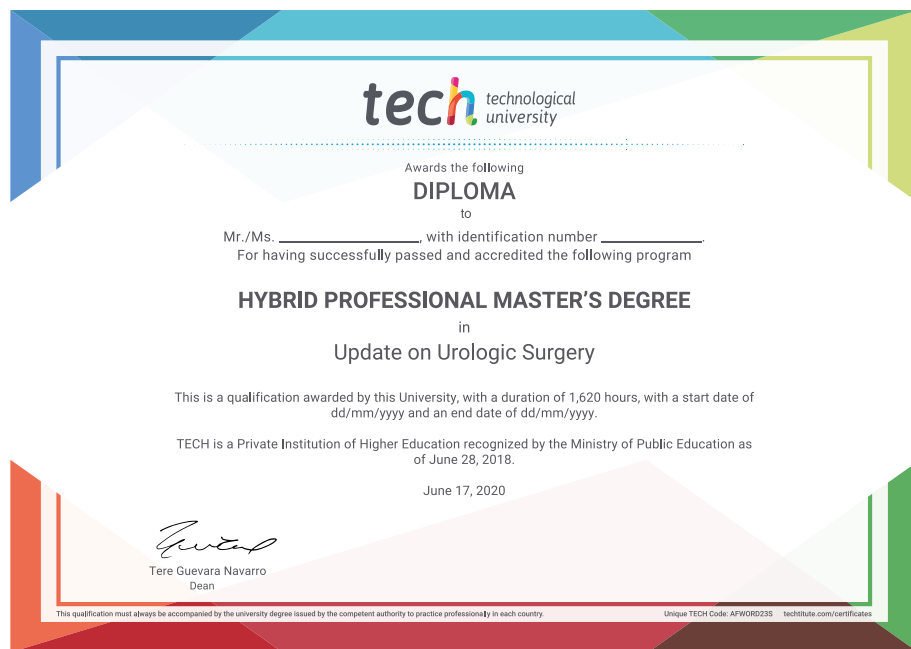 tech technological
university
Awards the following
DIPLOMA
to
Mr./Ms. ____________________, with identification number ______________.
For having successfully passed and accredited the following program
HYBRID PROFESSIONAL MASTER'S DEGREE
in
Update on Urologic Surgery
This is a qualification awarded by this University, with a duration of 1,620 hours, with a start date of
dd/mm/yyyy and an end date of dd/mm/yyyy.
TECH is a Private Institution of Higher Education recognized by the Ministry of Public Education as
of June 28, 2018.
June 17, 2020
Tere Guevara Navarro
Dean
This qualification must always be accompanied by the university degree issued by the competent authority to practice professionally in each country. Unique TECH Code: AFWORD23S techtitute.com/certificates